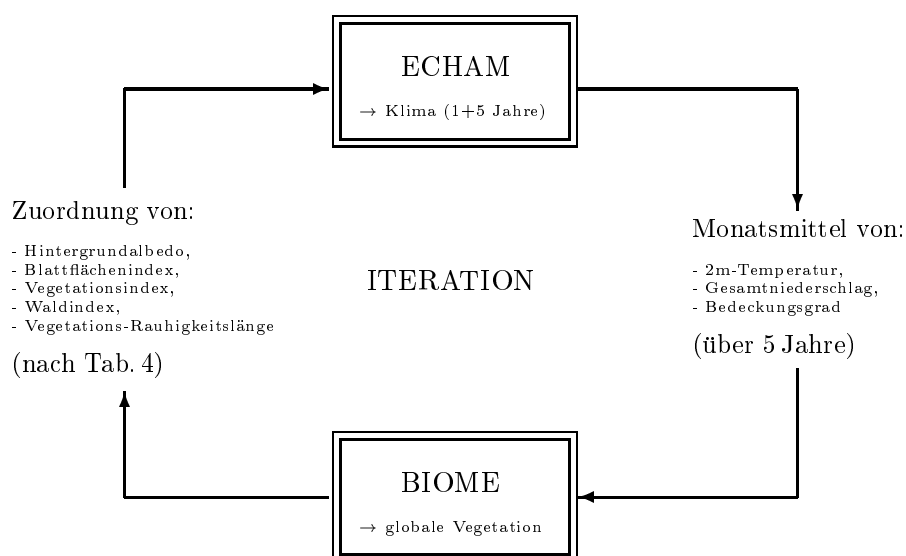 ECHAM
→ Klima (1+5 Jahre)
Zuordnung von:
- Hintergrundalbedo,
- Blattflächenindex,
- Vegetationsindex,
- Waldindex,
- Vegetations-Rauhigkeitslänge
(nach Tab. 4)
ITERATION
Monatsmittel von:
- 2m-Temperatur,
- Gesamtniederschlag,
- Bedeckungsgrad
(über 5 Jahre)
BIOME
→ globale Vegetation